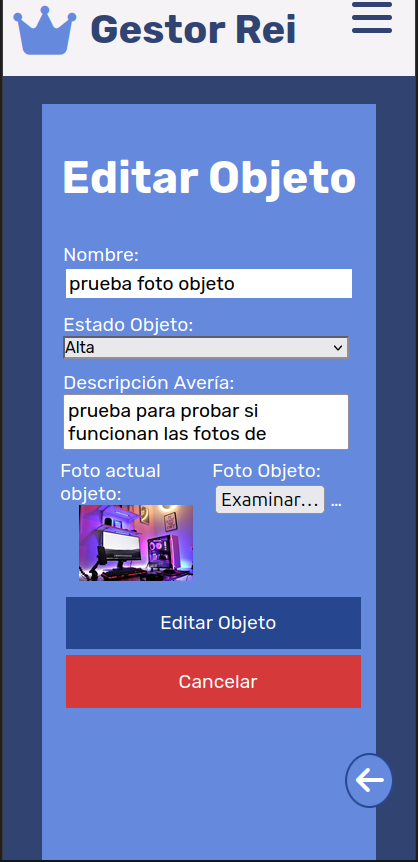 Gestor Rei
Editar Objeto
Nombre:
prueba foto objeto
Estado Objeto:
Alta
Descripción Avería:
prueba para probar si
funcionan las fotos de
Foto actual
objeto:
Foto Objeto:
Examinar... ...
Editar Objeto
Cancelar